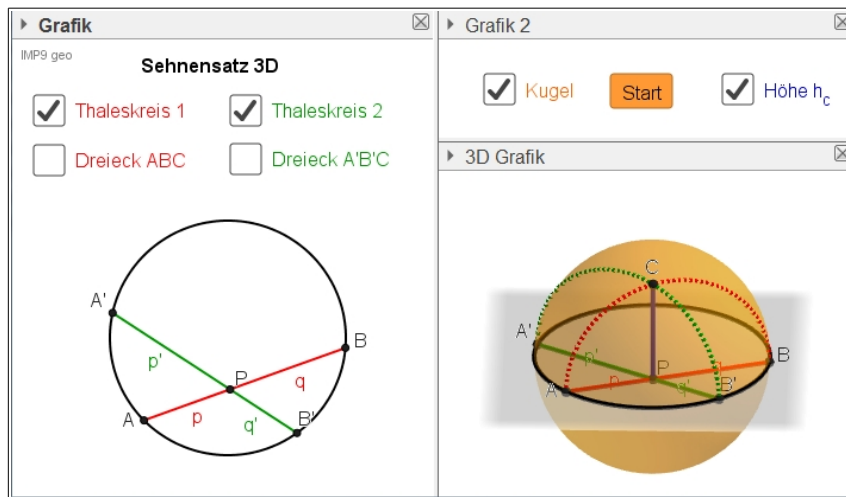 Grafik
IMP9 geo
Sehnensatz 3D
Thaleskreis 1
Thaleskreis 2
Dreieck ABC
Dreieck A'B'C
A'
B
p'
P
q
A
p
q'
B'
Grafik 2
Kugel
Start
Höhe h_c
3D Grafik
C
A'
p'
P
q
B
A
p
q'
B'